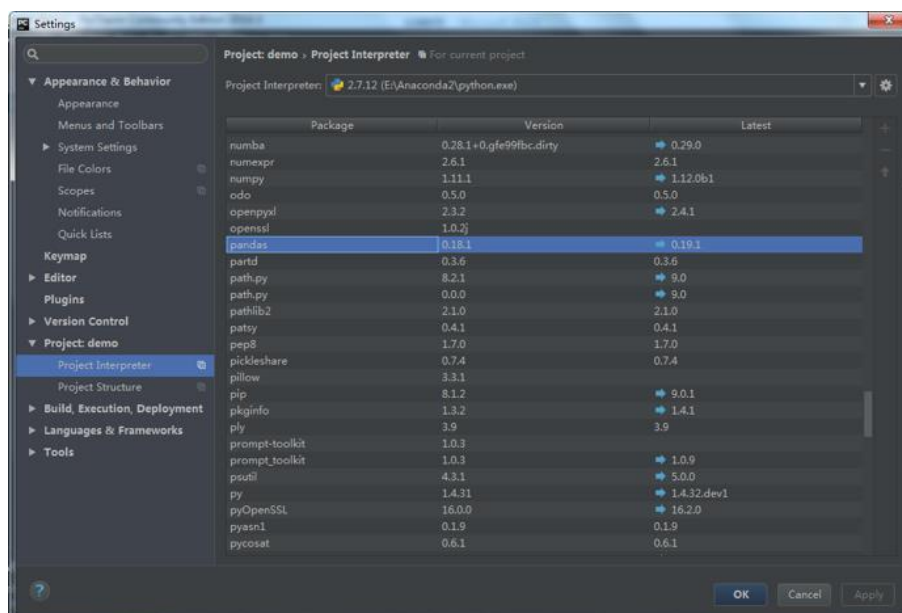 Settings
Project: demo › Project Interpreter For current project
Appearance & Behavior
Appearance
Menus and Toolbars
System Settings
File Colors
Scopes
Notifications
Quick Lists
Keymap
Editor
Plugins
Version Control
Project: demo
Project Interpreter
Project Structure
Build, Execution, Deployment
Languages & Frameworks
Tools
Project Interpreter: 2.7.12 (E:\Anaconda2\python.exe)
Package Version Latest
numba 0.28.1+0.gfe99fbc.dirty 0.29.0
numexpr 2.6.1 2.6.1
numpy 1.11.1 1.12.0b1
odo 0.5.0 0.5.0
openpyxl 2.3.2 2.4.1
openssl 1.0.2j
pandas 0.18.1 0.19.1
partd 0.3.6 0.3.6
path.py 8.2.1 9.0
path.py 0.0.0 9.0
pathlib2 2.1.0 2.1.0
patsy 0.4.1 0.4.1
pep8 1.7.0 1.7.0
pickleshare 0.7.4 0.7.4
pillow 3.3.1
pip 8.1.2 9.0.1
pkginfo 1.3.2 1.4.1
ply 3.9 3.9
prompt-toolkit 1.0.3
prompt_toolkit 1.0.3 1.0.9
psutil 4.3.1 5.0.0
py 1.4.31 1.4.32.dev1
pyOpenSSL 16.0.0 16.2.0
pyasn1 0.1.9 0.1.9
pycosat 0.6.1 0.6.1
OK Cancel Apply